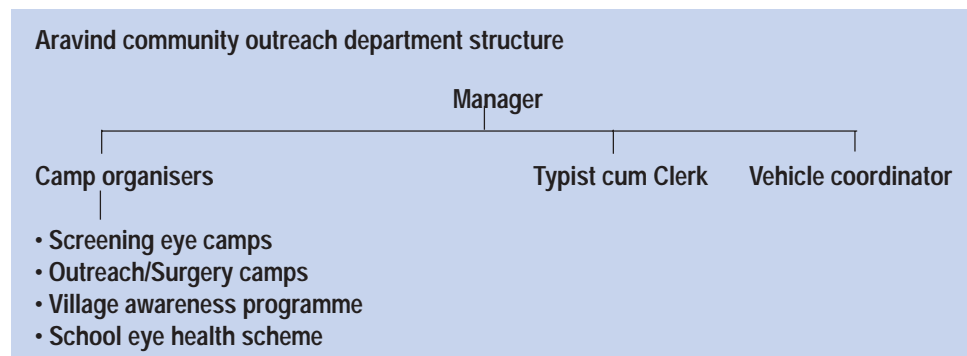 Aravind community outreach department structure
Manager
Camp organisers
Typist cum Clerk
Vehicle coordinator
• Screening eye camps
• Outreach/Surgery camps
• Village awareness programme
• School eye health scheme